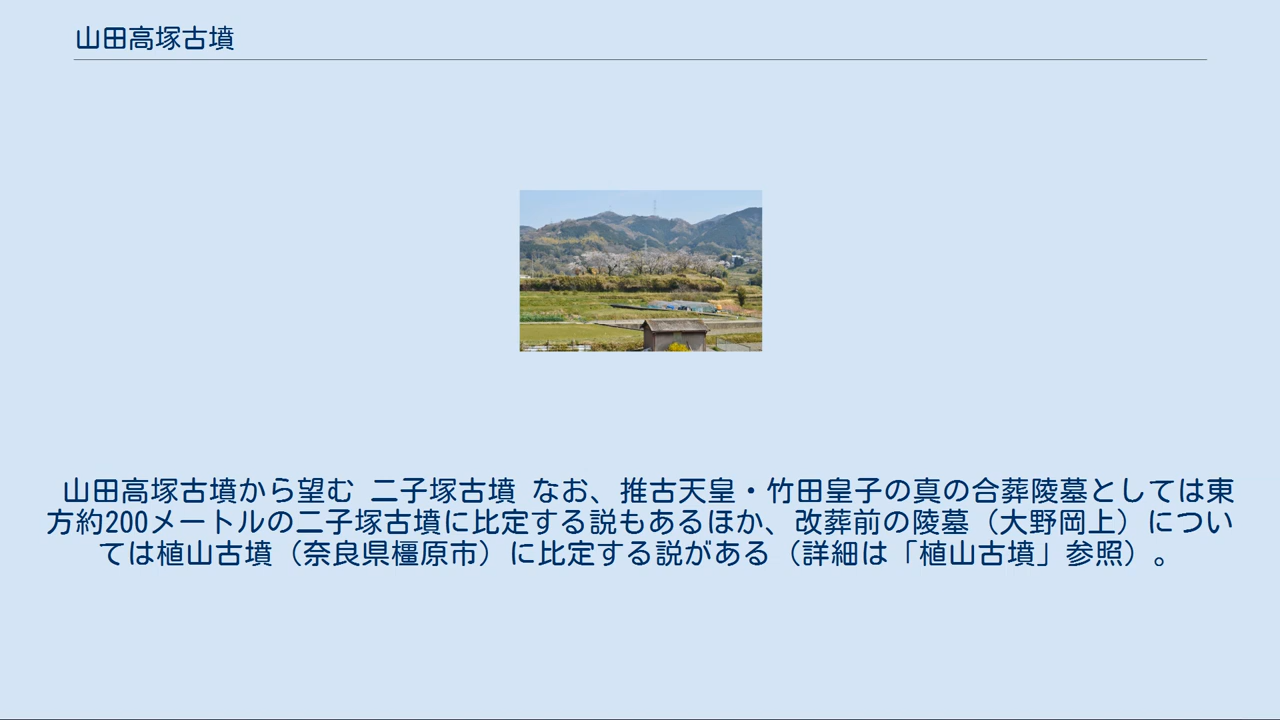 山田高塚古墳
山田高塚古墳から望む 二子塚古墳 なお、推古天皇・竹田皇子の真の合葬陵墓としては東
方約200メートルの二子塚古墳に比定する説もあるほか、改葬前の陵墓（大野岡上）につい
ては植山古墳（奈良県橿原市）に比定する説がある（詳細は「植山古墳」参照）。